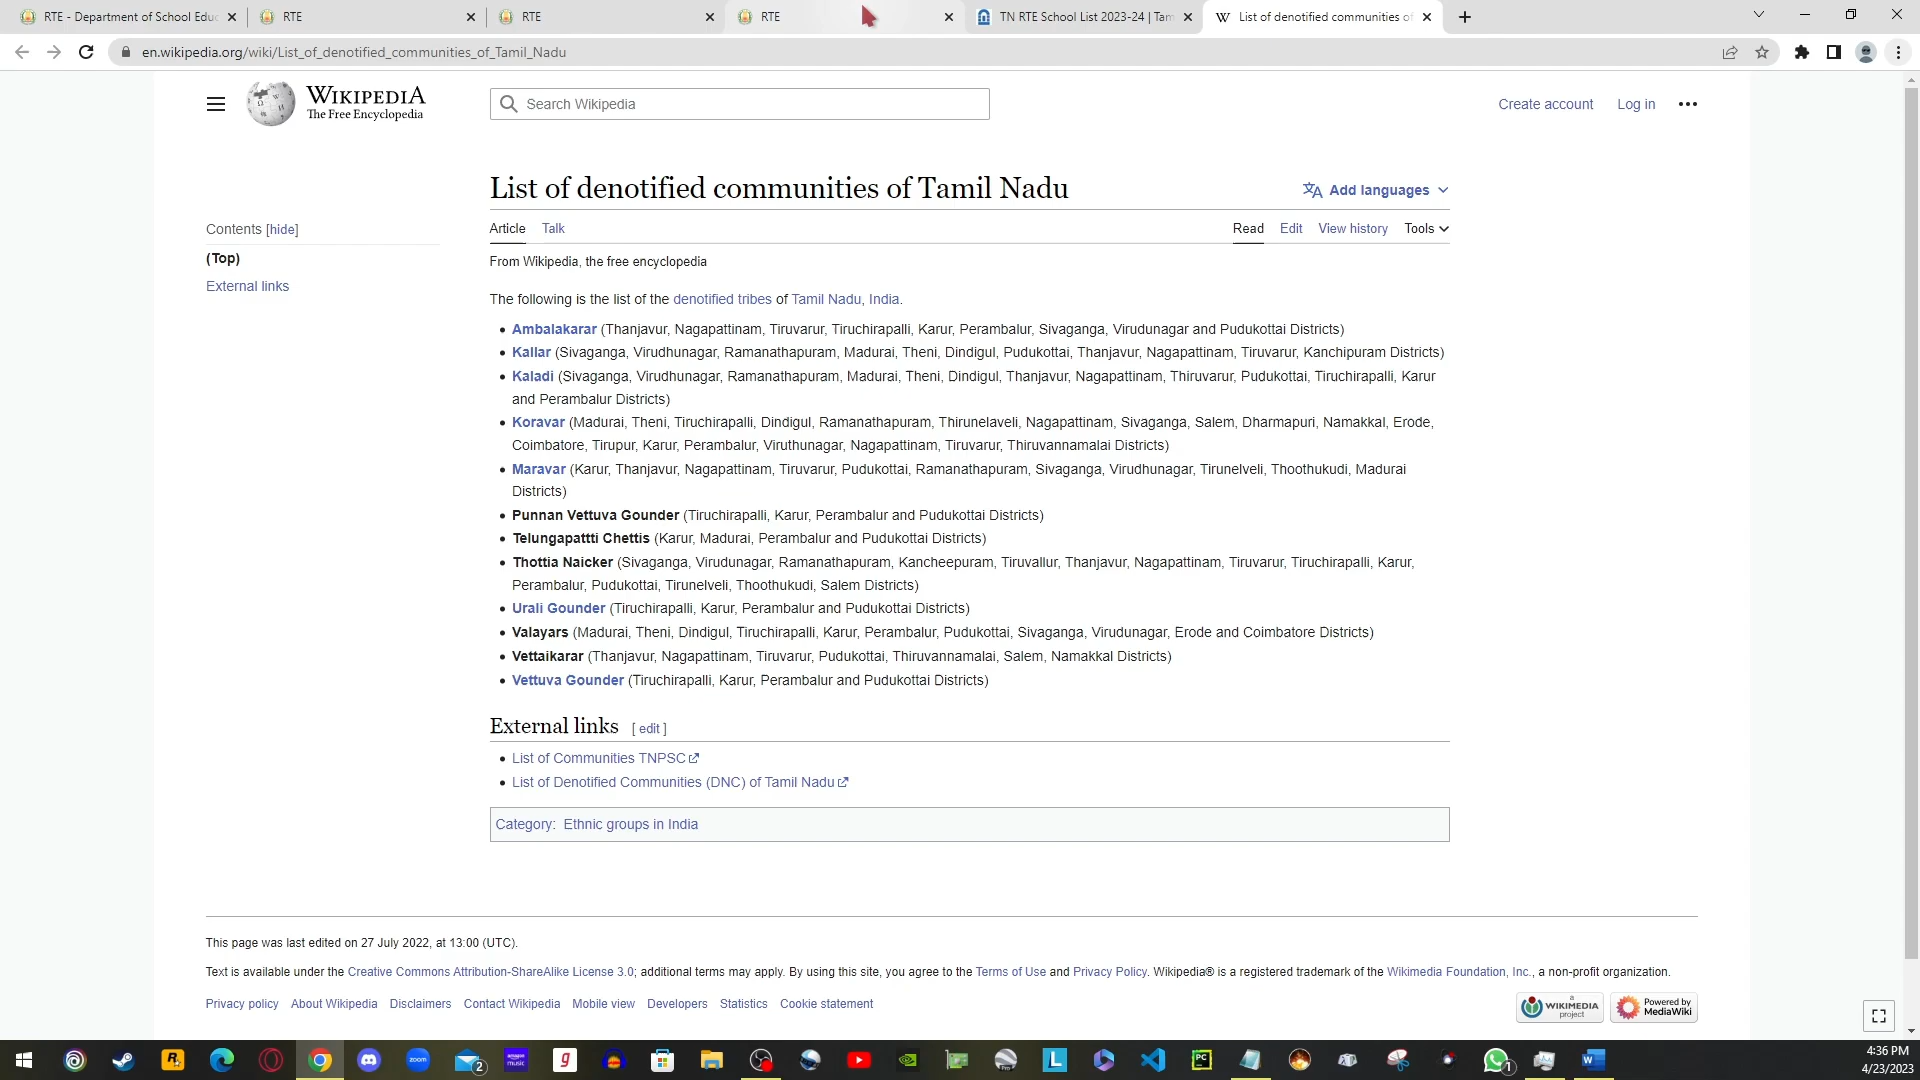 RTE - Department of School Educ
RTE
RTE
RTE
TN RTE School List 2023-24 | Tam
List of denotified communities of
en.wikipedia.org/wiki/List_of_denotified_communities_of_Tamil_Nadu
WIKIPEDIA
The Free Encyclopedia
Search Wikipedia
Create account
Log in
List of denotified communities of Tamil Nadu
Add languages
Contents [hide]
(Top)
External links
Article
Talk
Read
Edit
View history
Tools
From Wikipedia, the free encyclopedia
The following is the list of the denotified tribes of Tamil Nadu, India.
• Ambalakarar (Thanjavur, Nagapattinam, Tiruvarur, Tiruchirapalli, Karur, Perambalur, Sivaganga, Virudunagar and Pudukottai Districts)
• Kallar (Sivaganga, Virudhunagar, Ramanathapuram, Madurai, Theni, Dindigul, Pudukottai, Thanjavur, Nagapattinam, Tiruvarur, Kanchipuram Districts)
• Kaladi (Sivaganga, Virudhunagar, Ramanathapuram, Madurai, Theni, Dindigul, Thanjavur, Nagapattinam, Thiruvarur, Pudukottai, Tiruchirapalli, Karur
and Perambalur Districts)
• Koravar (Madurai, Theni, Tiruchirapalli, Dindigul, Ramanathapuram, Thirunelaveli, Nagapattinam, Sivaganga, Salem, Dharmapuri, Namakkal, Erode,
Coimbatore, Tirupur, Karur, Perambalur, Viruthunagar, Nagapattinam, Tiruvarur, Thiruvannamalai Districts)
• Maravar (Karur, Thanjavur, Nagapattinam, Tiruvarur, Pudukottai, Ramanathapuram, Sivaganga, Virudhunagar, Tirunelveli, Thoothukudi, Madurai
Districts)
• Punnan Vettuva Gounder (Tiruchirapalli, Karur, Perambalur and Pudukottai Districts)
• Telungapattti Chettis (Karur, Madurai, Perambalur and Pudukottai Districts)
• Thottia Naicker (Sivaganga, Virudunagar, Ramanathapuram, Kancheepuram, Tiruvallur, Thanjavur, Nagapattinam, Tiruvarur, Tiruchirapalli, Karur,
Perambalur, Pudukottai, Tirunelveli, Thoothukudi, Salem Districts)
• Urali Gounder (Tiruchirapalli, Karur, Perambalur and Pudukottai Districts)
• Valayars (Madurai, Theni, Dindigul, Tiruchirapalli, Karur, Perambalur, Pudukottai, Sivaganga, Virudunagar, Erode and Coimbatore Districts)
• Vettaikarar (Thanjavur, Nagapattinam, Tiruvarur, Pudukottai, Thiruvannamalai, Salem, Namakkal Districts)
• Vettuva Gounder (Tiruchirapalli, Karur, Perambalur and Pudukottai Districts)
External links [ edit ]
• List of Communities TNPSC
• List of Denotified Communities (DNC) of Tamil Nadu
Category: Ethnic groups in India
This page was last edited on 27 July 2022, at 13:00 (UTC).
Text is available under the Creative Commons Attribution-ShareAlike License 3.0; additional terms may apply. By using this site, you agree to the Terms of Use and Privacy Policy. Wikipedia® is a registered trademark of the Wikimedia Foundation, Inc., a non-profit organization.
Privacy policy
About Wikipedia
Disclaimers
Contact Wikipedia
Mobile view
Developers
Statistics
Cookie statement
a
WIKIMEDIA
project
Powered by
MediaWiki
zoom
2
amazon
music
g
L
PC
1
4:36 PM
4/23/2023